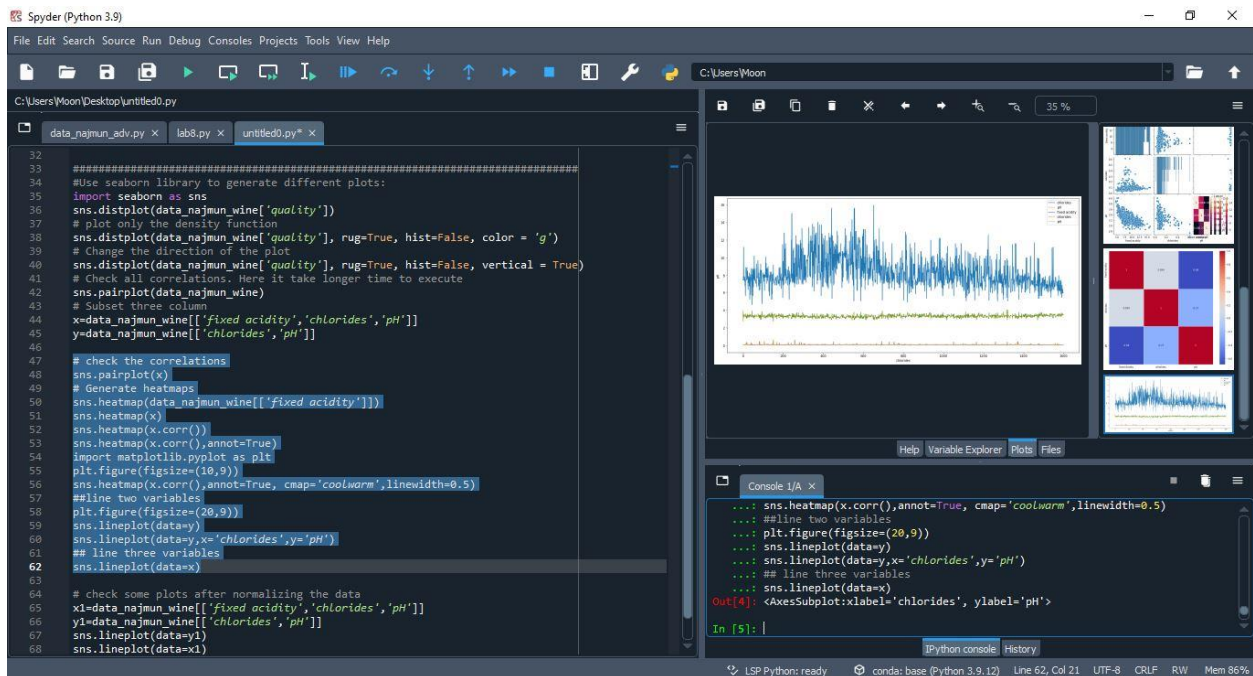 Spyder (Python 3.9)
File Edit Search Source Run Debug Consoles Projects Tools View Help
C:\Users\Moon
C:\Users\Moon\Desktop\untitled0.py
data_najmun_adv.py
lab8.py
untitled0.py*
32
33 ################################################################################
34 #Use seaborn library to generate different plots:
35 import seaborn as sns
36 sns.distplot(data_najmun_wine['quality'])
37 # plot only the density function
38 sns.distplot(data_najmun_wine['quality'], rug=True, hist=False, color = 'g')
39 # Change the direction of the plot
40 sns.distplot(data_najmun_wine['quality'], rug=True, hist=False, vertical = True)
41 # Check all correlations. Here it take longer time to execute
42 sns.pairplot(data_najmun_wine)
43 # Subset three column
44 x=data_najmun_wine[['fixed acidity','chlorides','pH']]
45 y=data_najmun_wine[['chlorides','pH']]
46
47 # check the correlations
48 sns.pairplot(x)
49 # Generate heatmaps
50 sns.heatmap(data_najmun_wine[['fixed acidity']])
51 sns.heatmap(x)
52 sns.heatmap(x.corr())
53 sns.heatmap(x.corr(),annot=True)
54 import matplotlib.pyplot as plt
55 plt.figure(figsize=(10,9))
56 sns.heatmap(x.corr(),annot=True, cmap='coolwarm',linewidth=0.5)
57 ##line two variables
58 plt.figure(figsize=(20,9))
59 sns.lineplot(data=y)
60 sns.lineplot(data=y,x='chlorides',y='pH')
61 ## line three variables
62 sns.lineplot(data=x)
63
64 # check some plots after normalizing the data
65 x1=data_najmun_wine[['fixed acidity','chlorides','pH']]
66 y1=data_najmun_wine[['chlorides','pH']]
67 sns.lineplot(data=y1)
68 sns.lineplot(data=x1)
35 %
Help Variable Explorer Plots Files
Console 1/A
...: sns.heatmap(x.corr(),annot=True, cmap='coolwarm',linewidth=0.5)
...: ##line two variables
...: plt.figure(figsize=(20,9))
...: sns.lineplot(data=y)
...: sns.lineplot(data=y,x='chlorides',y='pH')
...: ## line three variables
...: sns.lineplot(data=x)
Out[4]: <AxesSubplot:xlabel='chlorides', ylabel='pH'>
In [5]:
IPython console History
LSP Python: ready conda: base (Python 3.9.12) Line 62, Col 21 UTF-8 CRLF RW Mem 86%